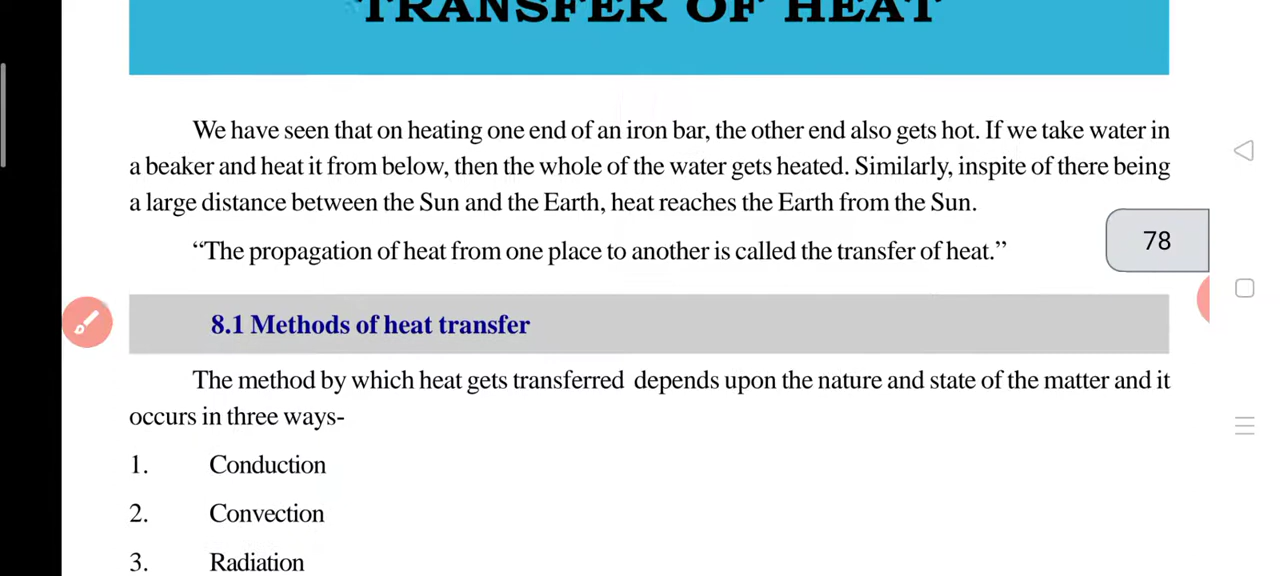 TRANSFER OF HEAT
We have seen that on heating one end of an iron bar, the other end also gets hot. If we take water in
a beaker and heat it from below, then the whole of the water gets heated. Similarly, inspite of there being
a large distance between the Sun and the Earth, heat reaches the Earth from the Sun.
“The propagation of heat from one place to another is called the transfer of heat.”
78
8.1 Methods of heat transfer
The method by which heat gets transferred depends upon the nature and state of the matter and it
occurs in three ways-
1. Conduction
2. Convection
3. Radiation